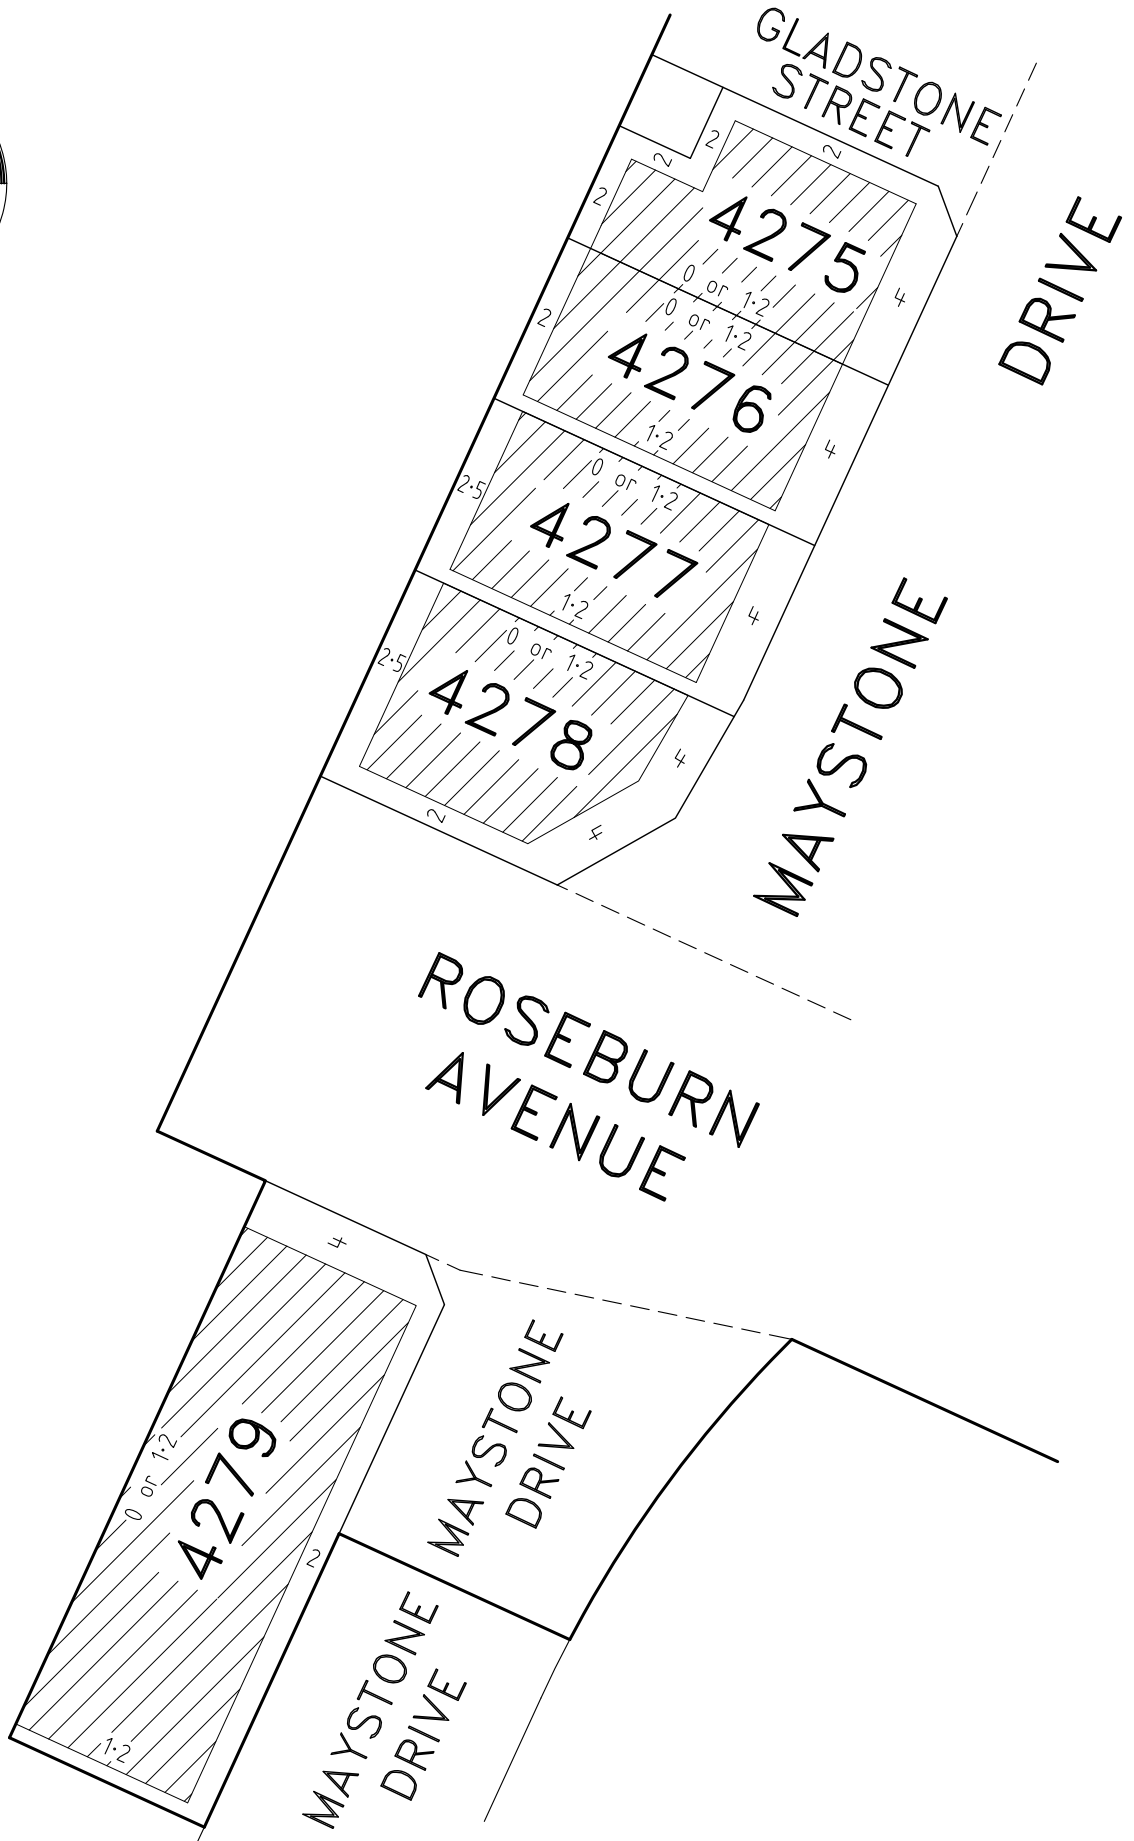 GLADSTONE
STREET
2
2
2
2
4275
4
0 or 1·2
DRIVE
0 or 1·2
2
4276
4
1·2
0 or 1·2
2·5
4277
4
1·2
0 or 1·2
2·5
4278
4
2
4
MAYSTONE
ROSEBURN
AVENUE
4
MAYSTONE
DRIVE
0 or 1·2
4279
2
1·2
MAYSTONE
DRIVE